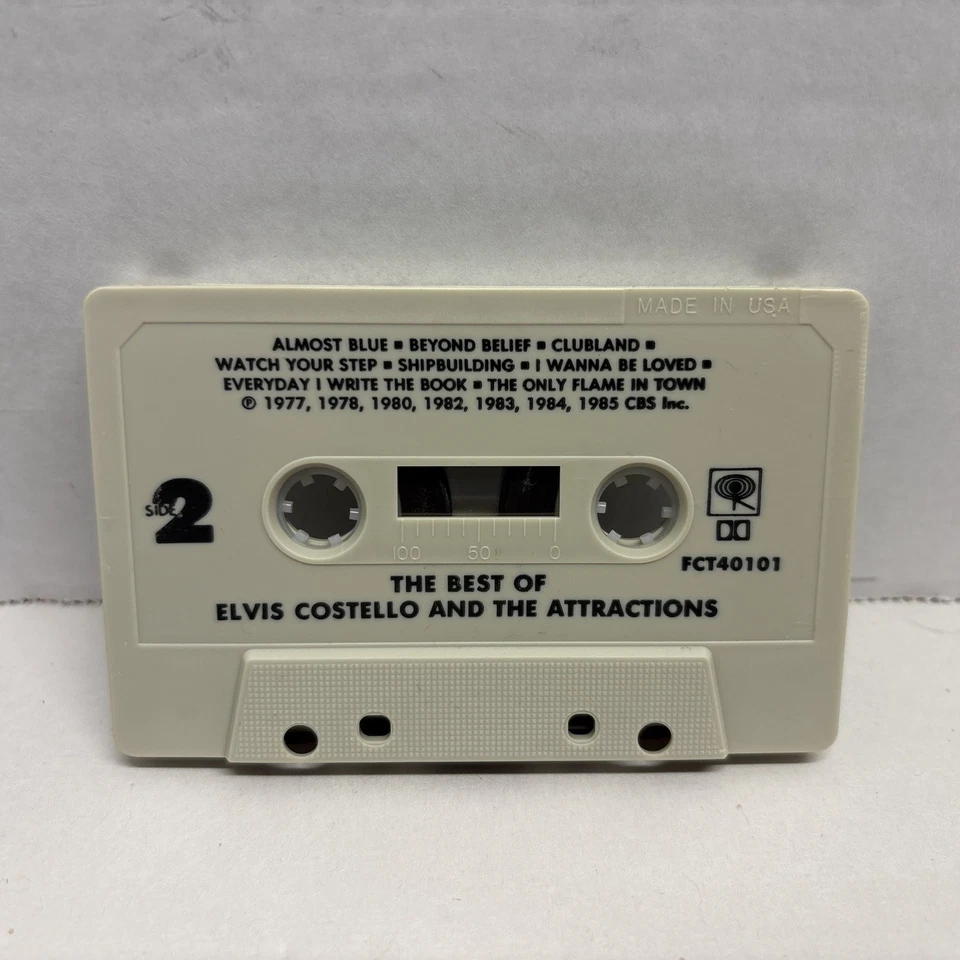 MADE IN USA
ALMOST BLUE ▪ BEYOND BELIEF ▪ CLUBLAND ▪
WATCH YOUR STEP ▪ SHIPBUILDING ▪ I WANNA BE LOVED ▪
EVERYDAY I WRITE THE BOOK ▪ THE ONLY FLAME IN TOWN
℗ 1977, 1978, 1980, 1982, 1983, 1984, 1985 CBS Inc.
SIDE 2
100 50 0
FCT40101
THE BEST OF
ELVIS COSTELLO AND THE ATTRACTIONS